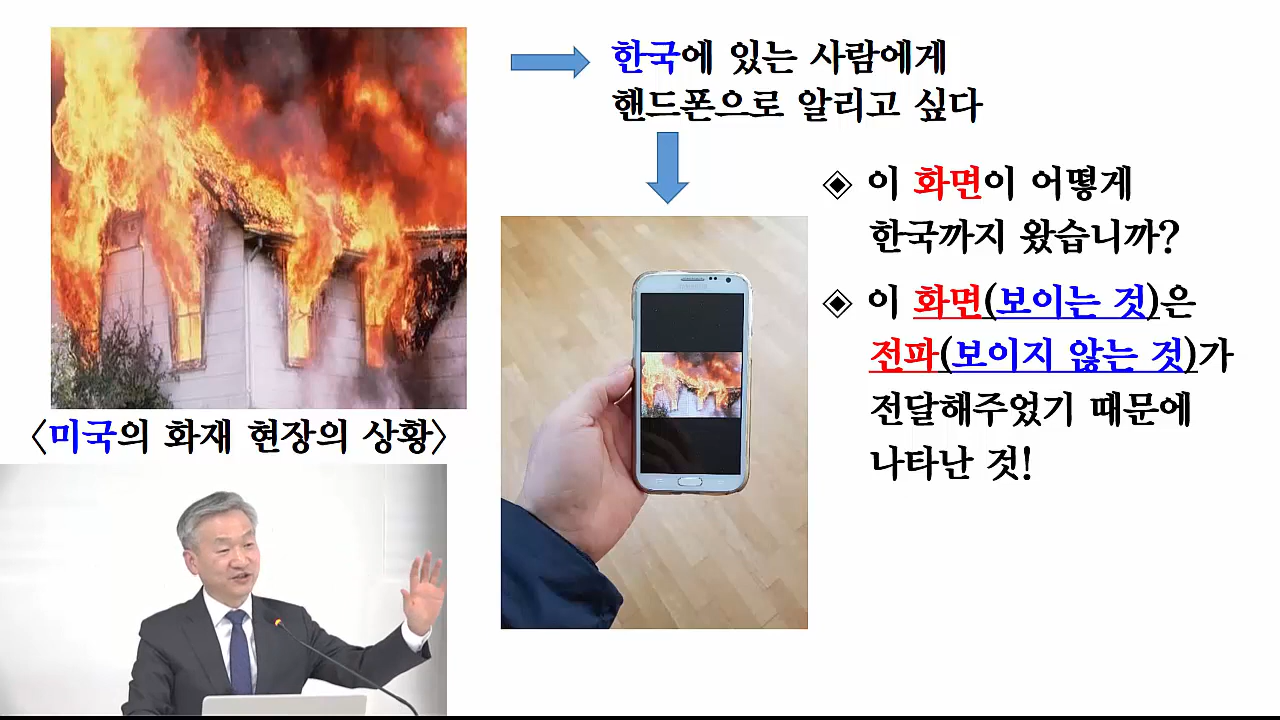 한국에 있는 사람에게
핸드폰으로 알리고 싶다
◈ 이 화면이 어떻게
한국까지 왔습니까?
◈ 이 화면(보이는 것)은
전파(보이지 않는 것)가
전달해주었기 때문에
나타난 것!
〈미국의 화재 현장의 상황〉